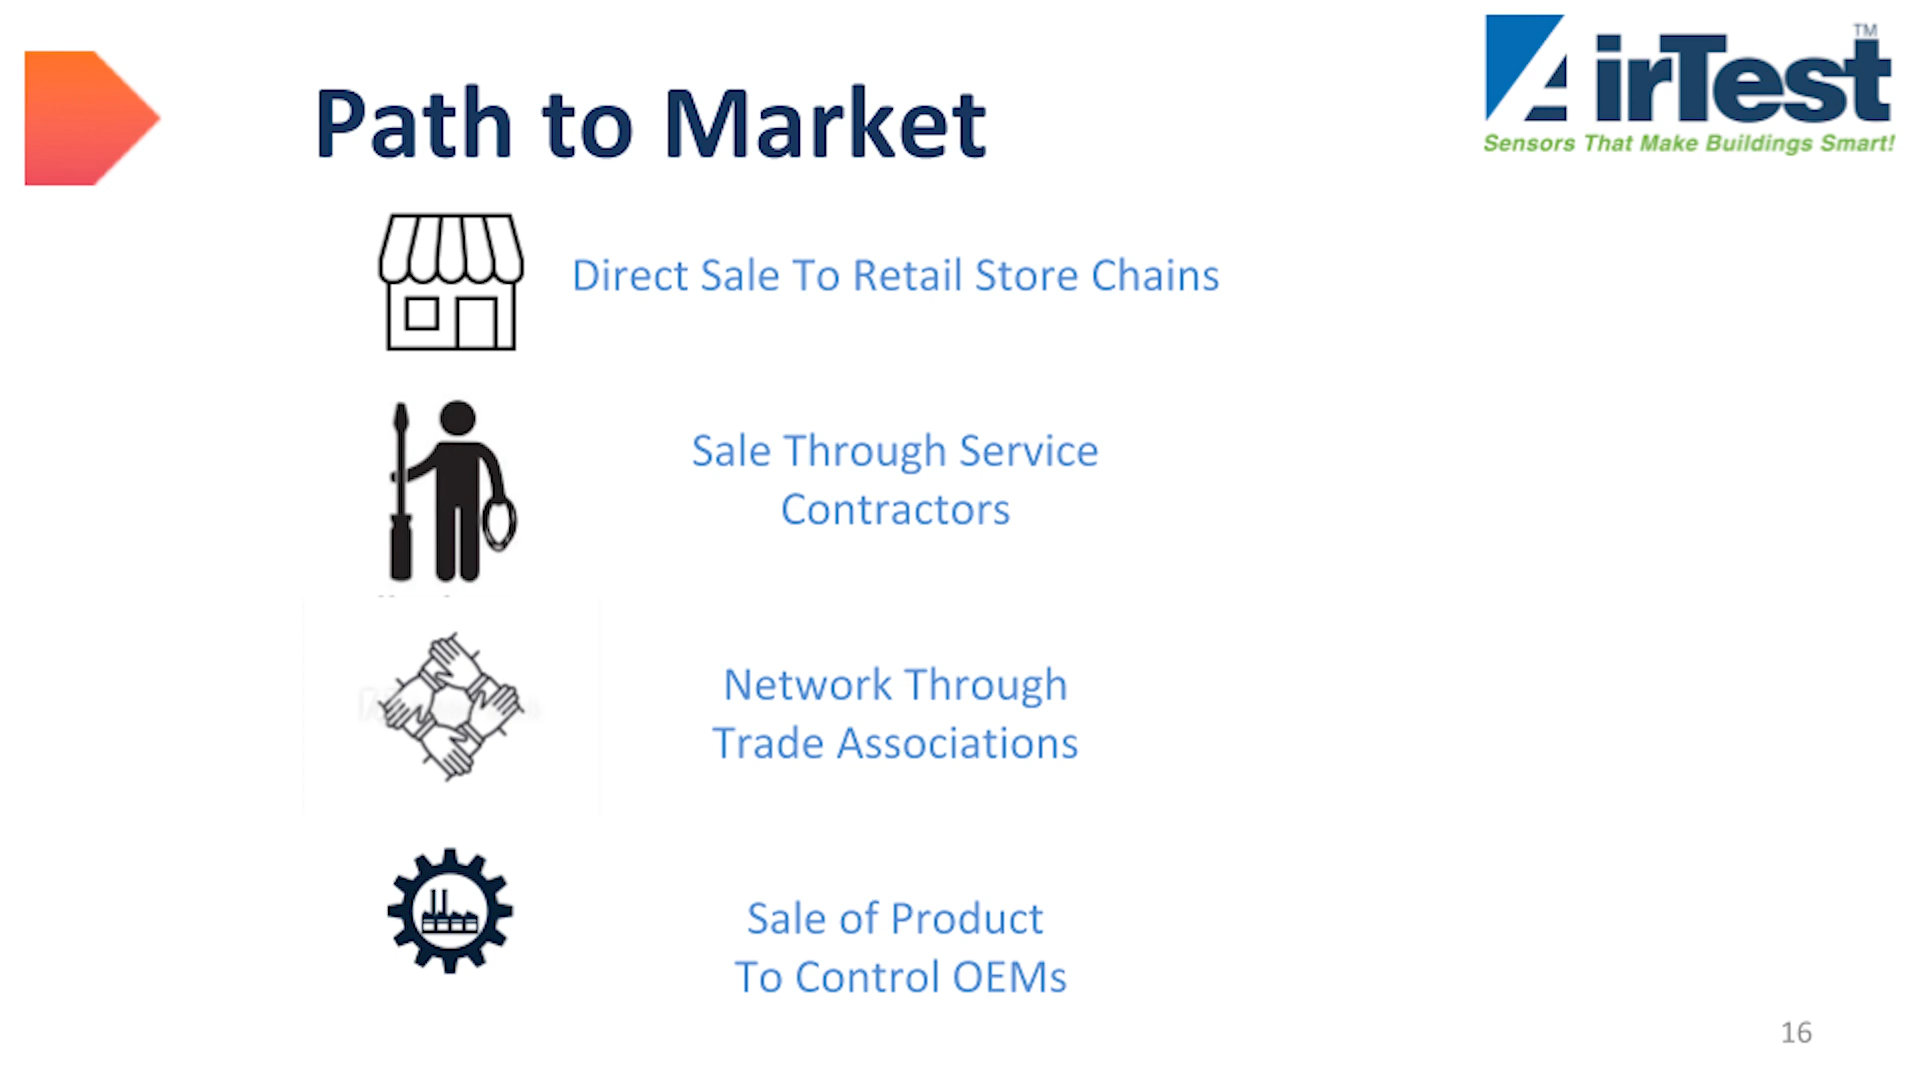 Path to Market
AirTest™
Sensors That Make Buildings Smart!
Direct Sale To Retail Store Chains
Sale Through Service
Contractors
Network Through
Trade Associations
Sale of Product
To Control OEMs
16